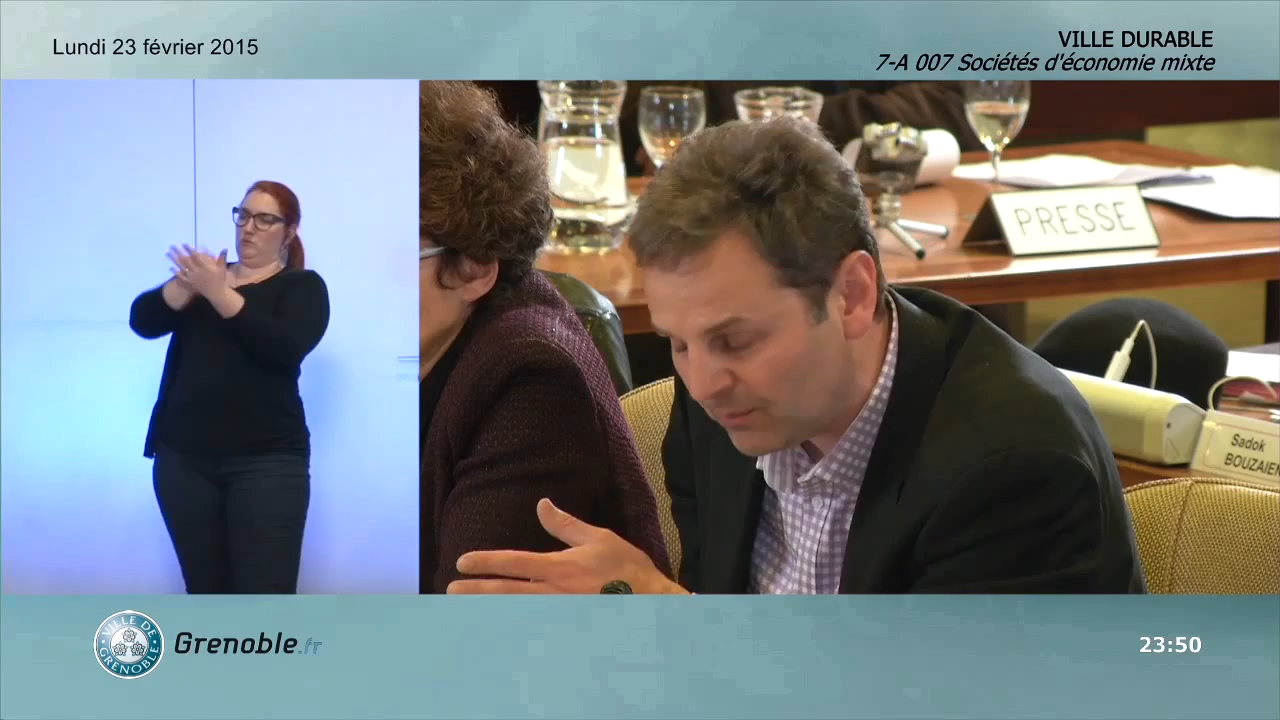 Lundi 23 février 2015
VILLE DURABLE
7-A 007 Sociétés d'économie mixte
PRESSE
Sadok
BOUZAIEN
VILLE DE
GRENOBLE
Grenoble.fr
23:50